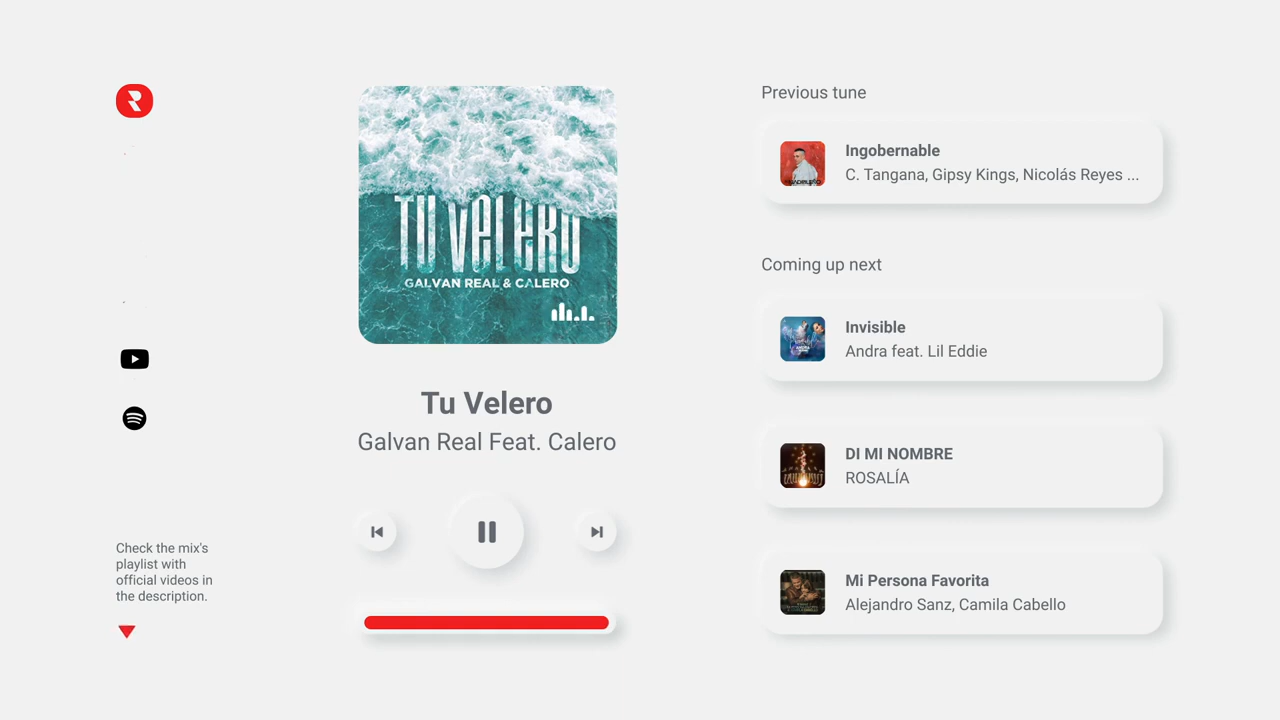 TU VELERO
GALVAN REAL & CALERO
Tu Velero
Galvan Real Feat. Calero
Check the mix's
playlist with
official videos in
the description.
Previous tune
Ingobernable
C. Tangana, Gipsy Kings, Nicolás Reyes ...
Coming up next
Invisible
Andra feat. Lil Eddie
DI MI NOMBRE
ROSALÍA
Mi Persona Favorita
Alejandro Sanz, Camila Cabello